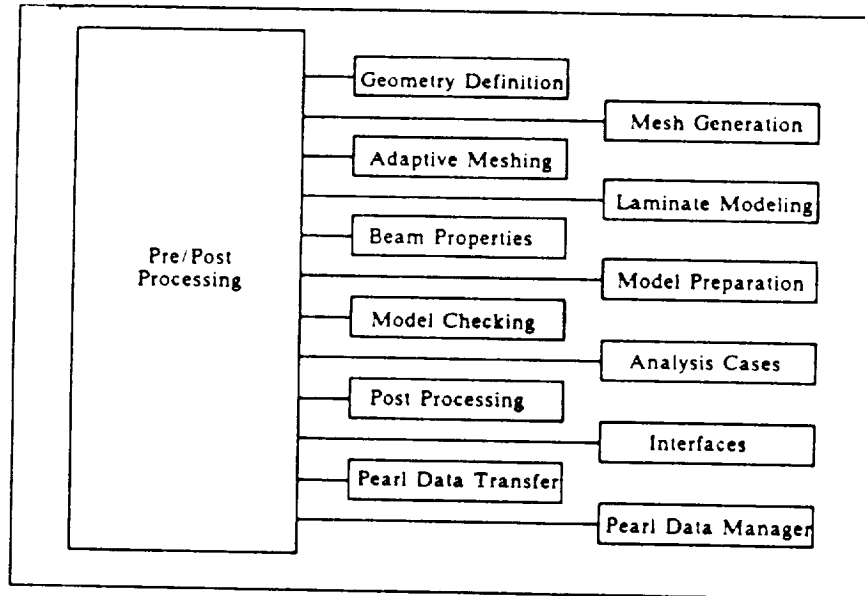 Geometry Definition
Mesh Generation
Adaptive Meshing
Laminate Modeling
Beam Properties
Pre/Post
Processing
Model Preparation
Model Checking
Analysis Cases
Post Processing
Interfaces
Pearl Data Transfer
Pearl Data Manager